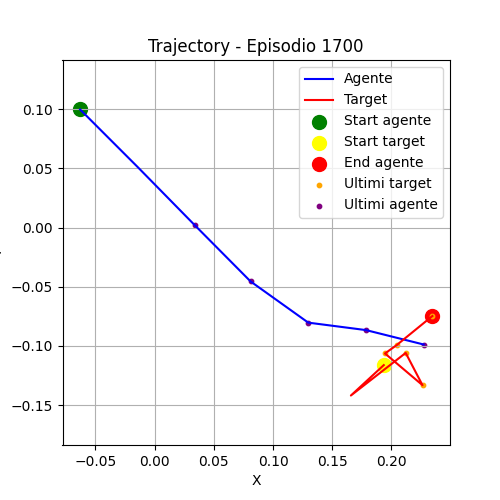 Trajectory - Episodio 1700
Agente
Target
Start agente
Start target
End agente
Ultimi target
Ultimi agente
0.10
0.05
0.00
−0.05
−0.10
−0.15
−0.05
0.00
0.05
0.10
0.15
0.20
X